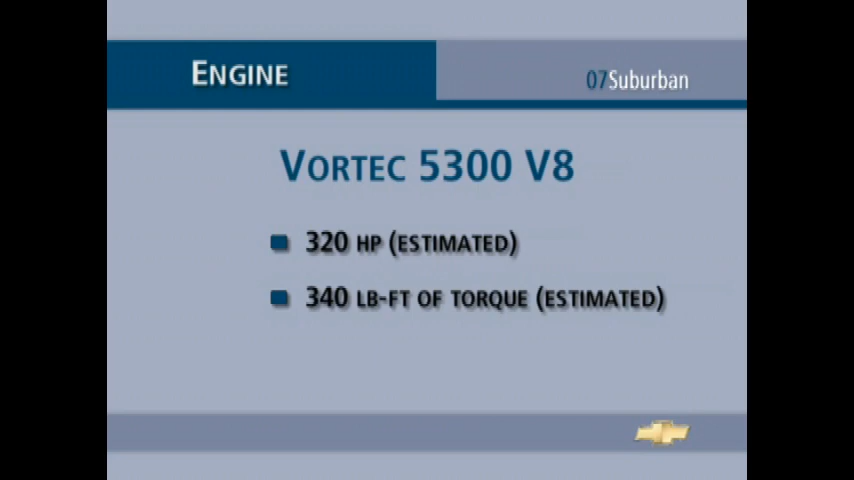 ENGINE
07Suburban
VORTEC 5300 V8
320 HP (ESTIMATED)
340 LB-FT OF TORQUE (ESTIMATED)